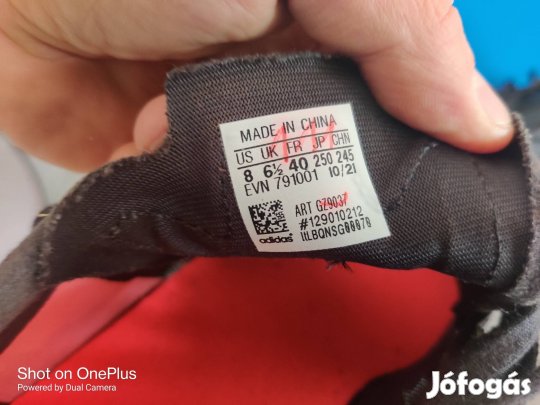 MADE IN CHINA
US UK FR JP CHN
8 6½ 40 250 245
EVN 791001 10/21
ART GZ9037
#129010212
adidas
Shot on OnePlus
Powered by Dual Camera
Jófogás